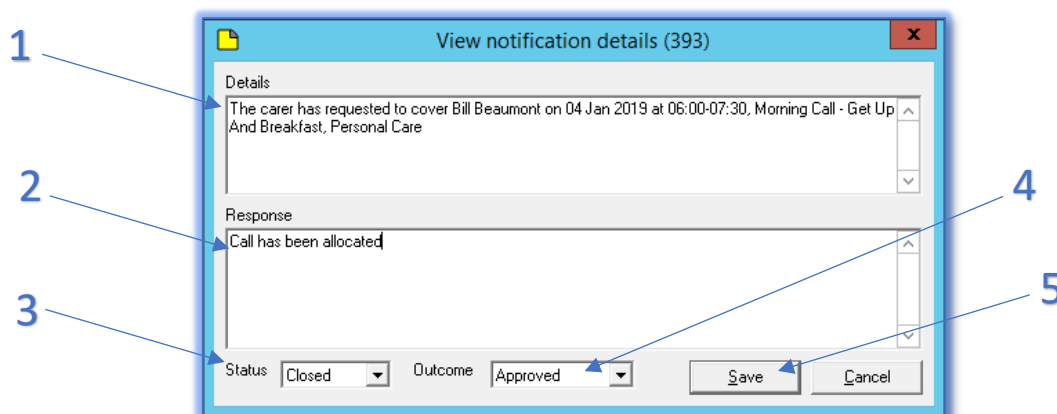 View notification details (393)
x
1
Details
The carer has requested to cover Bill Beaumont on 04 Jan 2019 at 06:00-07:30, Morning Call - Get Up
And Breakfast, Personal Care
2
4
Response
Call has been allocated
5
3
Status Closed Outcome Approved Save Cancel